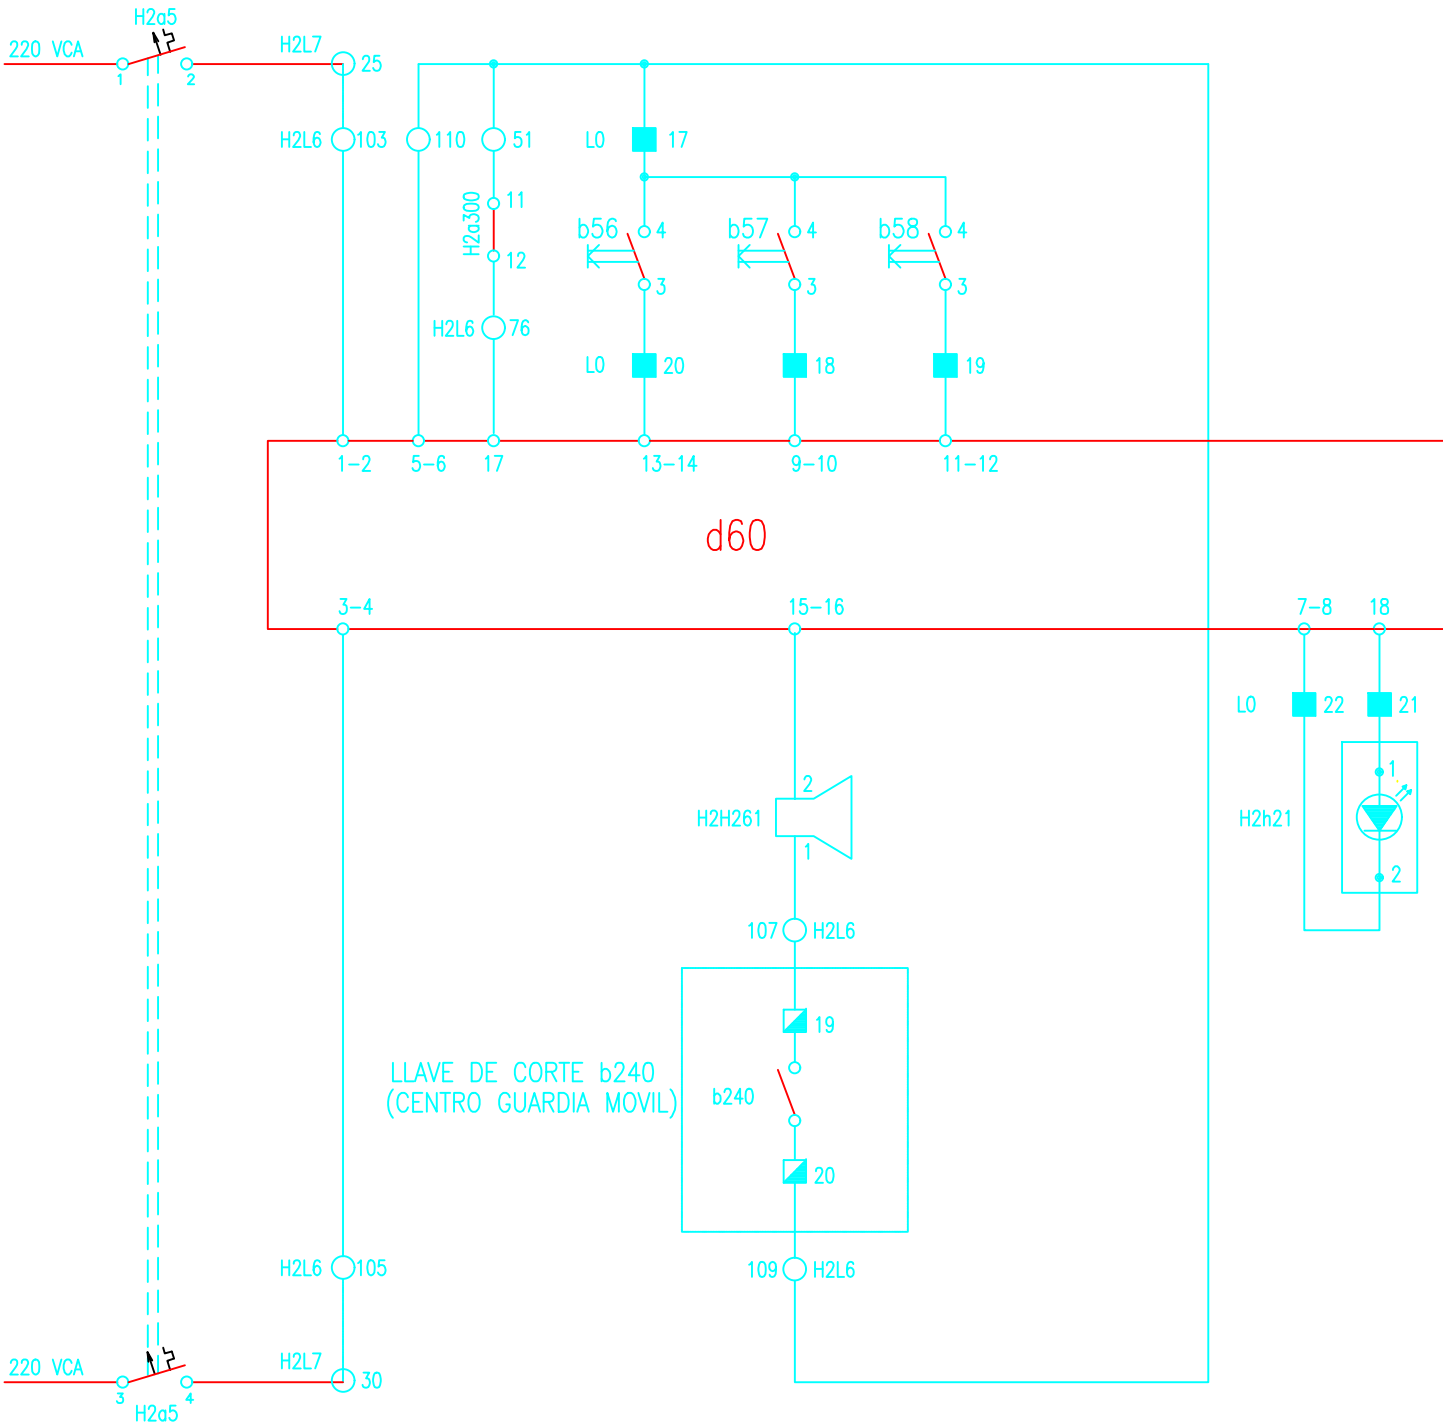 H2a5
220 VCA
1
2
H2L7
25
H2L6
103
110
51
L0
17
H2a300
11
12
b56
4
3
b57
4
3
b58
4
3
H2L6
76
L0
20
18
19
1-2
5-6
17
13-14
9-10
11-12
d60
3-4
15-16
7-8
18
L0
22
21
2
H2H261
1
1
H2h21
2
107
H2L6
19
LLAVE DE CORTE b240
(CENTRO GUARDIA MOVIL)
b240
20
H2L6
105
109
H2L6
220 VCA
3
4
H2a5
H2L7
30